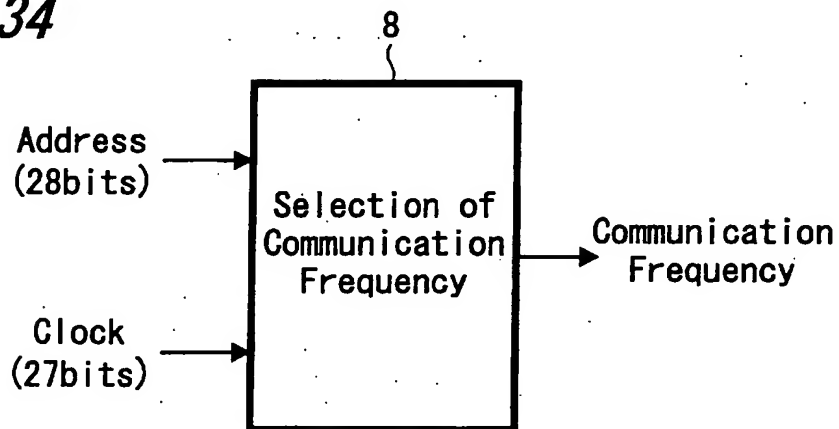 34
8
Address
(28bits)
Selection of
Communication
Frequency
Communication
Frequency
Clock
(27bits)